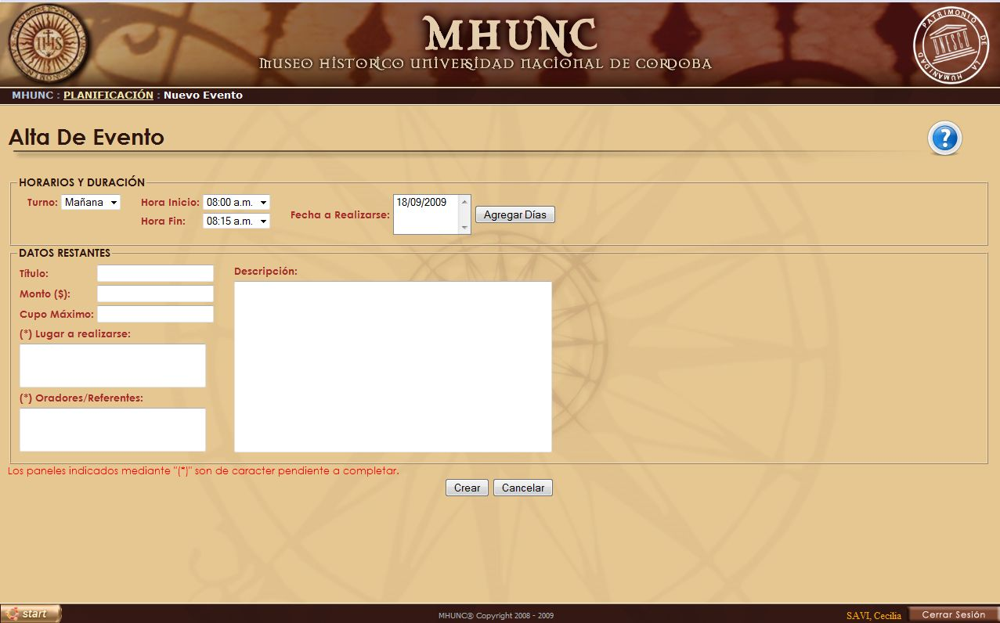 MHUNC
MUSEO HISTORICO UNIVERSIDAD NACIONAL DE CORDOBA
IHS
PATRIMONIO DE LA HUMANIDAD
UNESCO
MHUNC : PLANIFICACIÓN : Nuevo Evento
Alta De Evento
?
HORARIOS Y DURACIÓN
Turno: Mañana Hora Inicio: 08:00 a.m. Fecha a Realizarse: 18/09/2009 Agregar Días
Hora Fin: 08:15 a.m.
DATOS RESTANTES
Título:
Descripción:
Monto ($):
Cupo Máximo:
(*) Lugar a realizarse:
(*) Oradores/Referentes:
Los paneles indicados mediante "(*)" son de caracter pendiente a completar.
Crear Cancelar
start MHUNC® Copyright 2008 - 2009 SAVI, Cecilia Cerrar Sesión